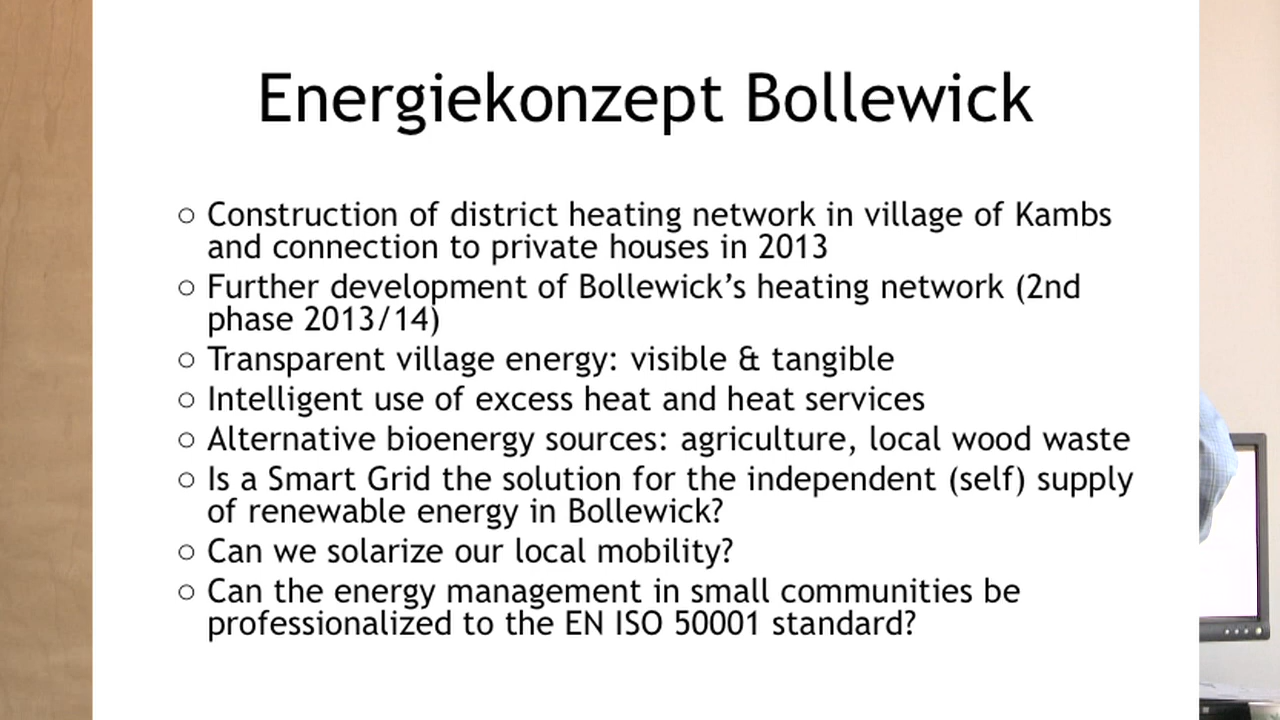 Energiekonzept Bollewick
○ Construction of district heating network in village of Kambs
and connection to private houses in 2013
○ Further development of Bollewick’s heating network (2nd
phase 2013/14)
○ Transparent village energy: visible & tangible
○ Intelligent use of excess heat and heat services
○ Alternative bioenergy sources: agriculture, local wood waste
○ Is a Smart Grid the solution for the independent (self) supply
of renewable energy in Bollewick?
○ Can we solarize our local mobility?
○ Can the energy management in small communities be
professionalized to the EN ISO 50001 standard?